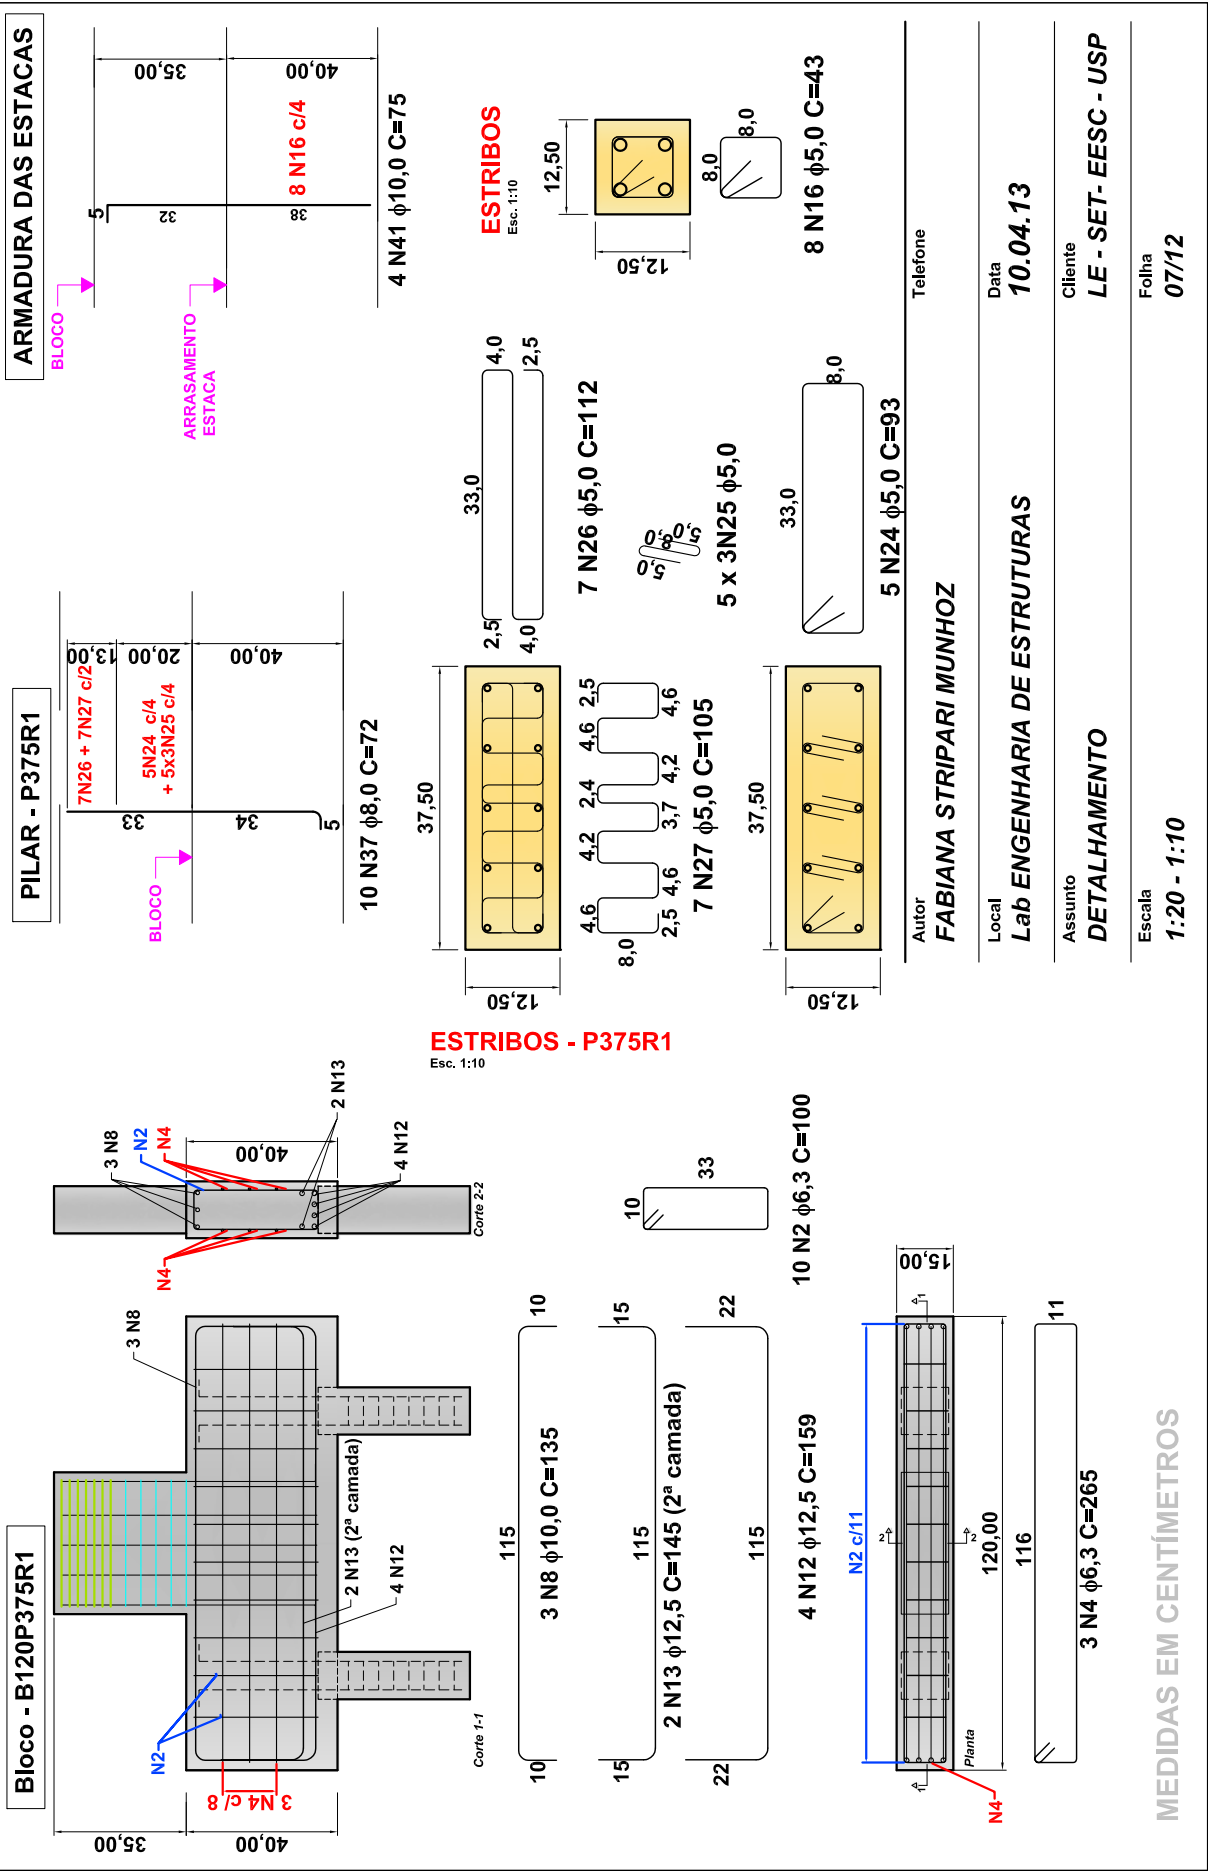 Bloco - B120P375R1
35,00
40,00
3 N4 c/ 8
N2
3 N8
2 N13 (2ª camada)
4 N12
Corte 1-1
3 N8
N2
N4
N4
40,00
2 N13
4 N12
Corte 2-2
10
115
10
3 N8 ϕ10,0 C=135
15
115
15
2 N13 ϕ12,5 C=145 (2ª camada)
22
115
22
4 N12 ϕ12,5 C=159
10
33
10 N2 ϕ6,3 C=100
N2 c/11
15,00
1
1
2
2
Planta
N4
120,00
116
11
3 N4 ϕ6,3 C=265
MEDIDAS EM CENTÍMETROS
PILAR - P375R1
7N26 + 7N27 c/2
5N24 c/4
+ 5x3N25 c/4
13,00
20,00
40,00
33
34
5
BLOCO
10 N37 ϕ8,0 C=72
ARMADURA DAS ESTACAS
BLOCO
ARRASAMENTO
ESTACA
5
32
38
35,00
40,00
8 N16 c/4
4 N41 ϕ10,0 C=75
ESTRIBOS - P375R1
Esc. 1:10
37,50
12,50
33,0
4,0
2,5
2,5
4,0
7 N26 ϕ5,0 C=112
4,6
4,2
2,4
4,6
2,5
8,0
2,5
4,6
3,7
4,2
4,6
7 N27 ϕ5,0 C=105
5,0
8,0
5,0
5 x 3N25 ϕ5,0
37,50
12,50
33,0
8,0
5 N24 ϕ5,0 C=93
ESTRIBOS
Esc. 1:10
12,50
12,50
8,0
8,0
8 N16 ϕ5,0 C=43
Autor
FABIANA STRIPARI MUNHOZ
Telefone
Local
Lab ENGENHARIA DE ESTRUTURAS
Data
10.04.13
Assunto
DETALHAMENTO
Cliente
LE - SET- EESC - USP
Escala
1:20 - 1:10
Folha
07/12